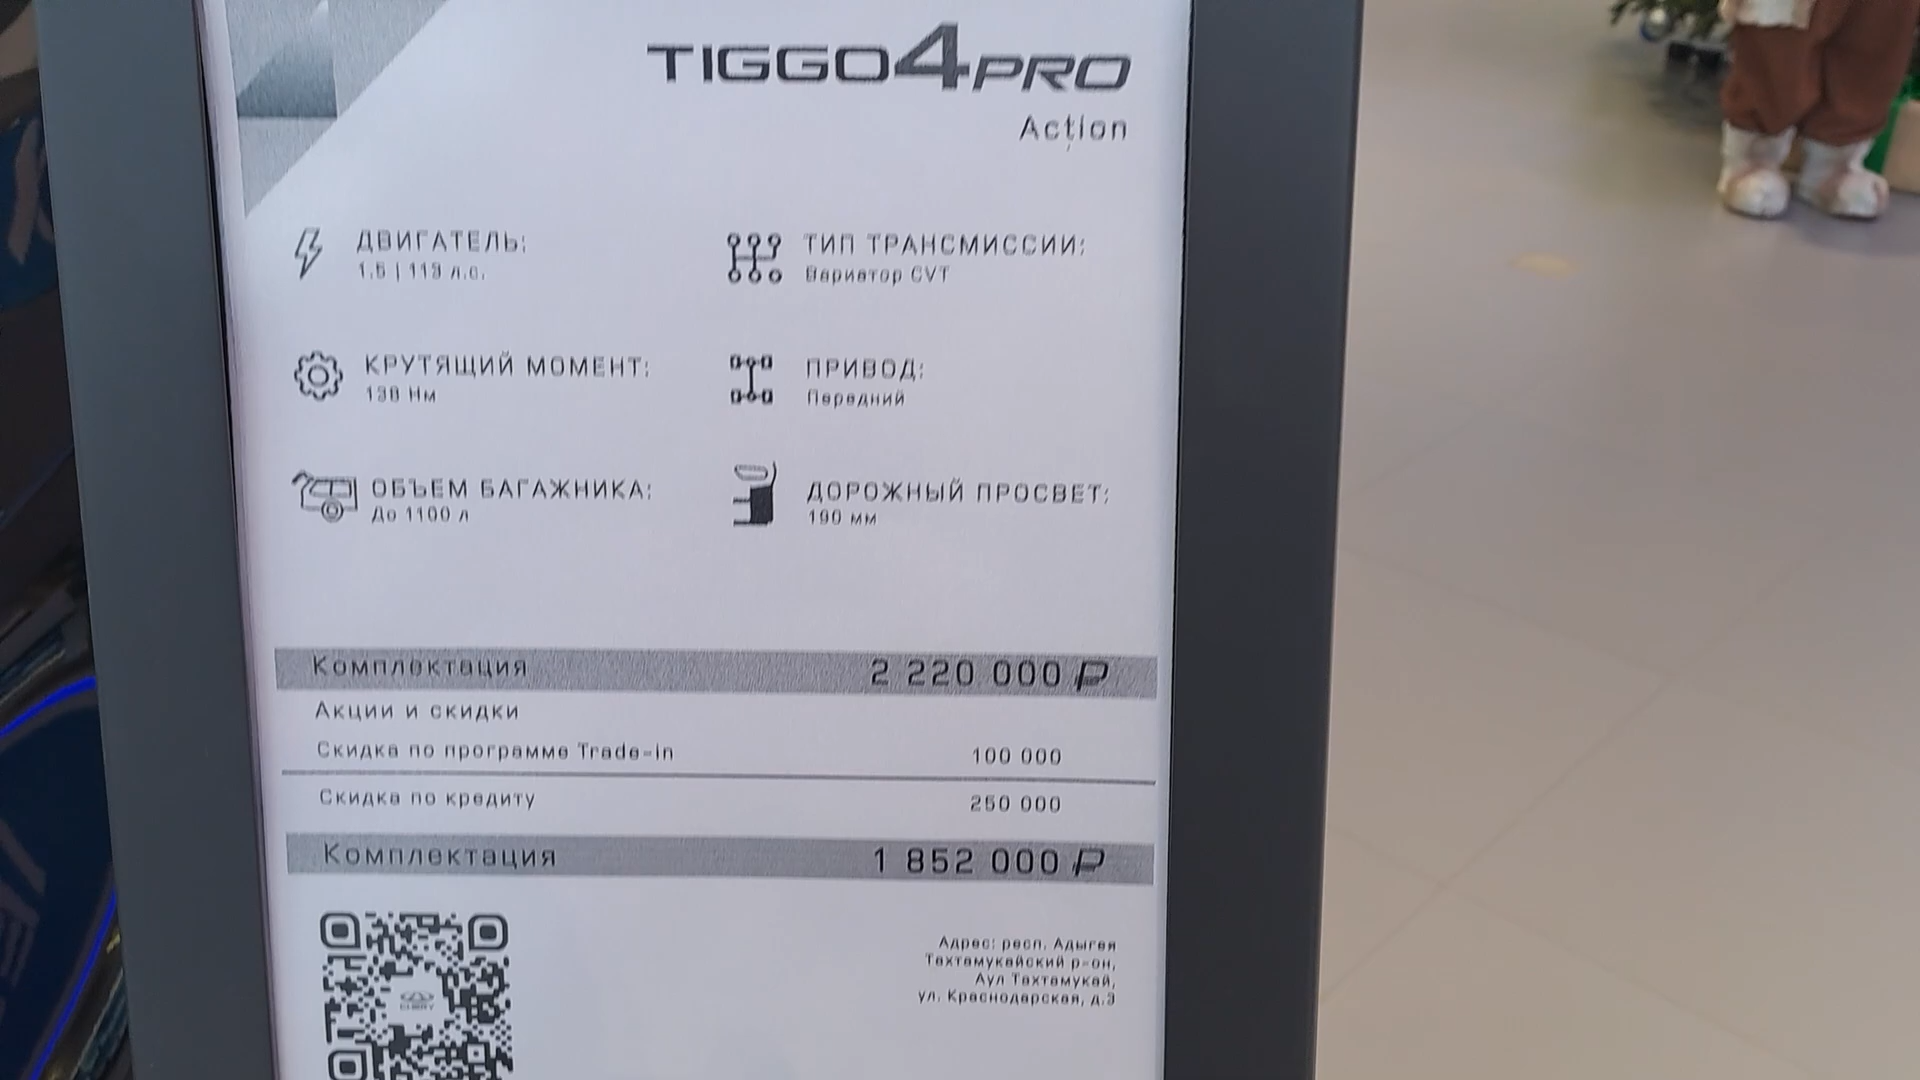 TIGGO4PRO
Action
ДВИГАТЕЛЬ:
1.5 | 113 л.с.
ТИП ТРАНСМИССИИ:
Вариатор CVT
КРУТЯЩИЙ МОМЕНТ:
138 Нм
ПРИВОД:
Передний
ОБЪЕМ БАГАЖНИКА:
До 1100 л
ДОРОЖНЫЙ ПРОСВЕТ:
190 мм
Комплектация 2 220 000 ₽
Акции и скидки
Скидка по программе Trade-in 100 000
Скидка по кредиту 250 000
Комплектация 1 852 000 ₽
Адрес: респ. Адыгея
Тахтамукайский р-он,
Аул Тахтамукай,
ул. Краснодарская, д.3
CHERY